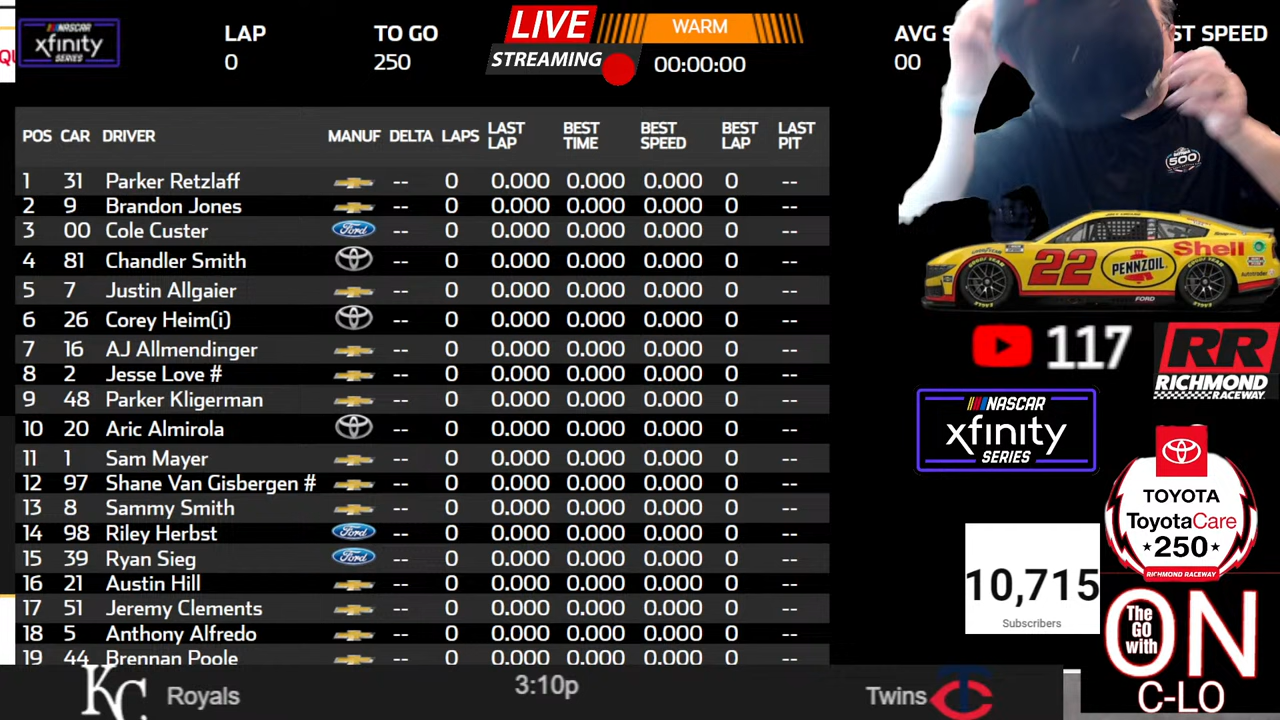 NASCAR
xfinity
SERIES
LAP
0
TO GO
250
LIVE
STREAMING
WARM
00:00:00
AVG S
00
ST SPEED
POS CAR DRIVER MANUF DELTA LAPS LAST LAP BEST TIME BEST SPEED BEST LAP LAST PIT
1 31 Parker Retzlaff -- 0 0.000 0.000 0.000 0 --
2 9 Brandon Jones -- 0 0.000 0.000 0.000 0 --
3 00 Cole Custer Ford -- 0 0.000 0.000 0.000 0 --
4 81 Chandler Smith -- 0 0.000 0.000 0.000 0 --
5 7 Justin Allgaier -- 0 0.000 0.000 0.000 0 --
6 26 Corey Heim(i) -- 0 0.000 0.000 0.000 0 --
7 16 AJ Allmendinger -- 0 0.000 0.000 0.000 0 --
8 2 Jesse Love # -- 0 0.000 0.000 0.000 0 --
9 48 Parker Kligerman -- 0 0.000 0.000 0.000 0 --
10 20 Aric Almirola -- 0 0.000 0.000 0.000 0 --
11 1 Sam Mayer -- 0 0.000 0.000 0.000 0 --
12 97 Shane Van Gisbergen # -- 0 0.000 0.000 0.000 0 --
13 8 Sammy Smith -- 0 0.000 0.000 0.000 0 --
14 98 Riley Herbst Ford -- 0 0.000 0.000 0.000 0 --
15 39 Ryan Sieg Ford -- 0 0.000 0.000 0.000 0 --
16 21 Austin Hill -- 0 0.000 0.000 0.000 0 --
17 51 Jeremy Clements -- 0 0.000 0.000 0.000 0 --
18 5 Anthony Alfredo -- 0 0.000 0.000 0.000 0 --
19 44 Brennan Poole -- 0 0.000 0.000 0.000 0 --
500
22
PENNZOIL
Shell
Autotrader
FORD
117
RR
RICHMOND
RACEWAY
NASCAR
xfinity
SERIES
TOYOTA
ToyotaCare
250
RICHMOND RACEWAY
10,715
Subscribers
The
GO
with
ON
C-LO
KC
Royals
3:10p
Twins
TC